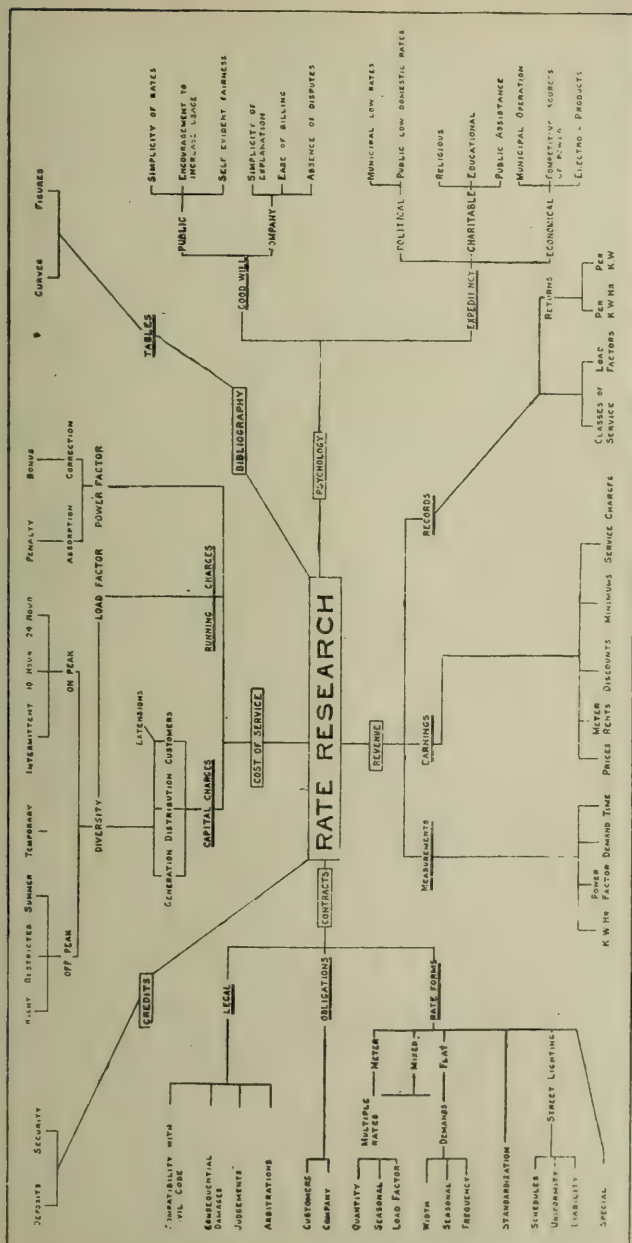 DEPOSITS SECURITY
NIGHT RESTRICTED SUMMER TEMPORARY INTERMITTENT 10 HOUR 24 HOUR
OFF PEAK
ON PEAK
PENALTY BONUS
ABSORPTION CORRECTION
CURVES FIGURES
DIVERSITY LOAD FACTOR POWER FACTOR
TABLES
CREDITS
EXTENSIONS
GENERATION DISTRIBUTION CUSTOMERS
CAPITAL CHARGES
RUNNING CHARGES
COST OF SERVICE
BIBLIOGRAPHY
COMPATIBILITY WITH
CIVIL CODE
CONSEQUENTIAL
DAMAGES
JUDGEMENTS
ARBITRATIONS
LEGAL
CUSTOMERS
COMPANY
OBLIGATIONS
CONTRACTS
RATE RESEARCH
PSYCHOLOGY
GOOD WILL
PUBLIC
SIMPLICITY OF RATES
ENCOURAGEMENT TO
INCREASE USAGE
SELF EVIDENT FAIRNESS
COMPANY
SIMPLICITY OF
EXPLANATION
EASE OF BILLING
ABSENCE OF DISPUTES
EXPEDIENCY
POLITICAL
MUNICIPAL LOW RATES
PUBLIC LOW DOMESTIC RATES
CHARITABLE
RELIGIOUS
EDUCATIONAL
PUBLIC ASSISTANCE
ECONOMICAL
MUNICIPAL OPERATION
COMPETITIVE SOURCES
OF POWER
ELECTRO-PRODUCTS
QUANTITY
SEASONAL
LOAD FACTOR
MULTIPLE
RATES
METER
MIXED
WIDTH
SEASONAL
FREQUENCY
DEMANDS
FLAT
RATE FORMS
STANDARDIZATION
SCHEDULES
UNIFORMITY
LIABILITY
STREET LIGHTING
SPECIAL
REVENUE
MEASUREMENTS
EARNINGS
RECORDS
K W HR
POWER
FACTOR
DEMAND
TIME
PRICES
METER
RENTS
DISCOUNTS
MINIMUMS
SERVICE CHARGES
RETURNS
CLASSES OF
SERVICE
LOAD
FACTORS
PER
K W HR
PER
K.W